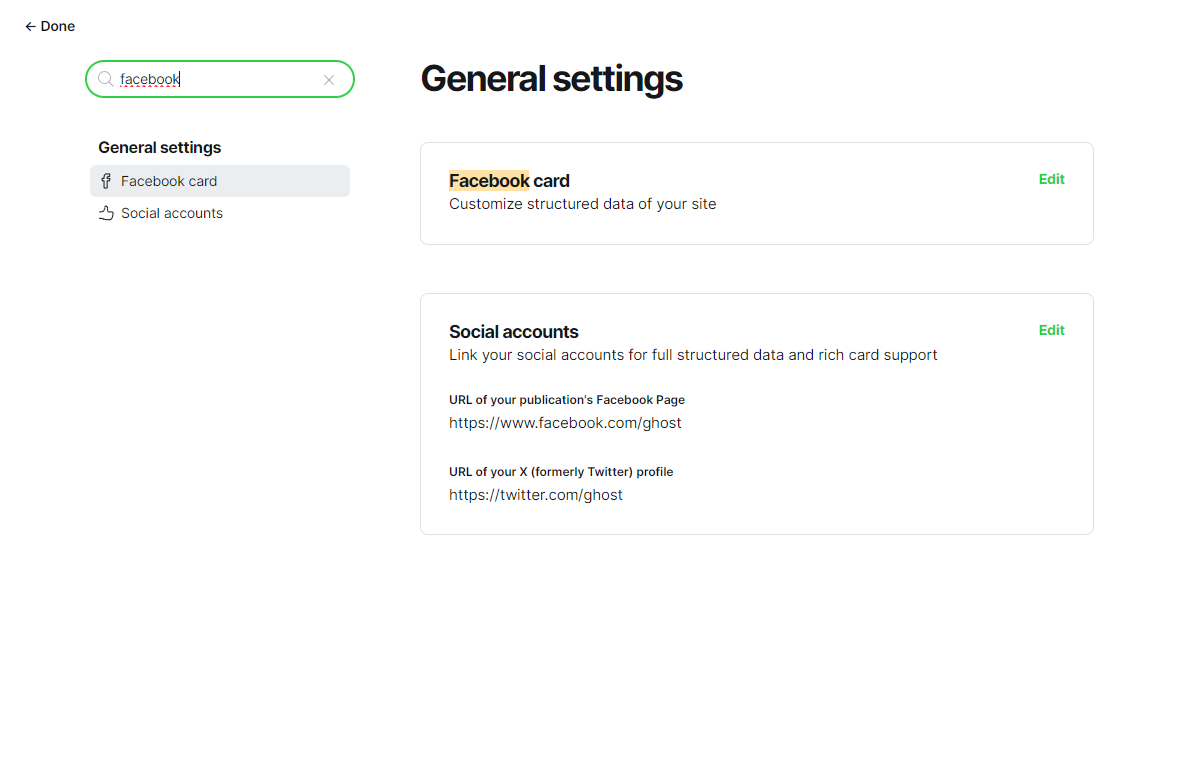 ← Done
facebook
General settings
Facebook card
Social accounts
General settings
Facebook card
Edit
Customize structured data of your site
Social accounts
Edit
Link your social accounts for full structured data and rich card support
URL of your publication's Facebook Page
https://www.facebook.com/ghost
URL of your X (formerly Twitter) profile
https://twitter.com/ghost